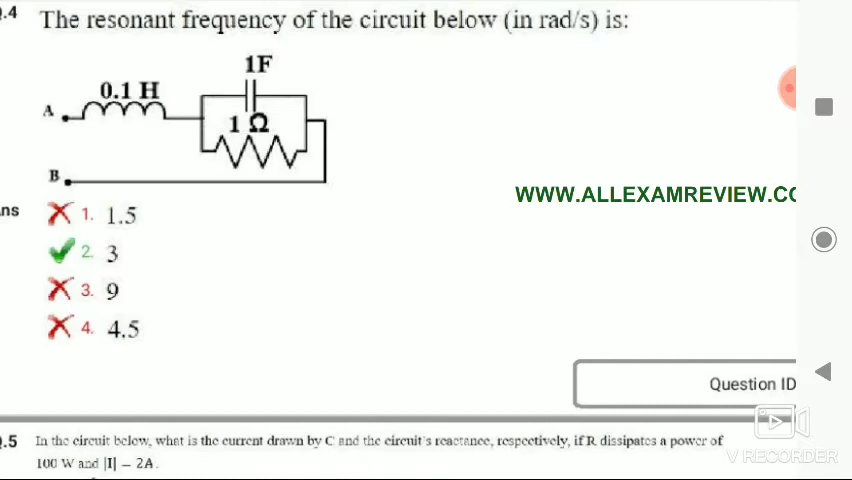 .4 The resonant frequency of the circuit below (in rad/s) is:
1F
0.1 H
A
1 Ω
B
WWW.ALLEXAMREVIEW.CO
ns
1. 1.5
2. 3
3. 9
4. 4.5
Question ID
.5 In the circuit below, what is the current drawn by C and the circuit's reactance, respectively, if R dissipates a power of
100 W and |I| = 2A.
V RECORDER